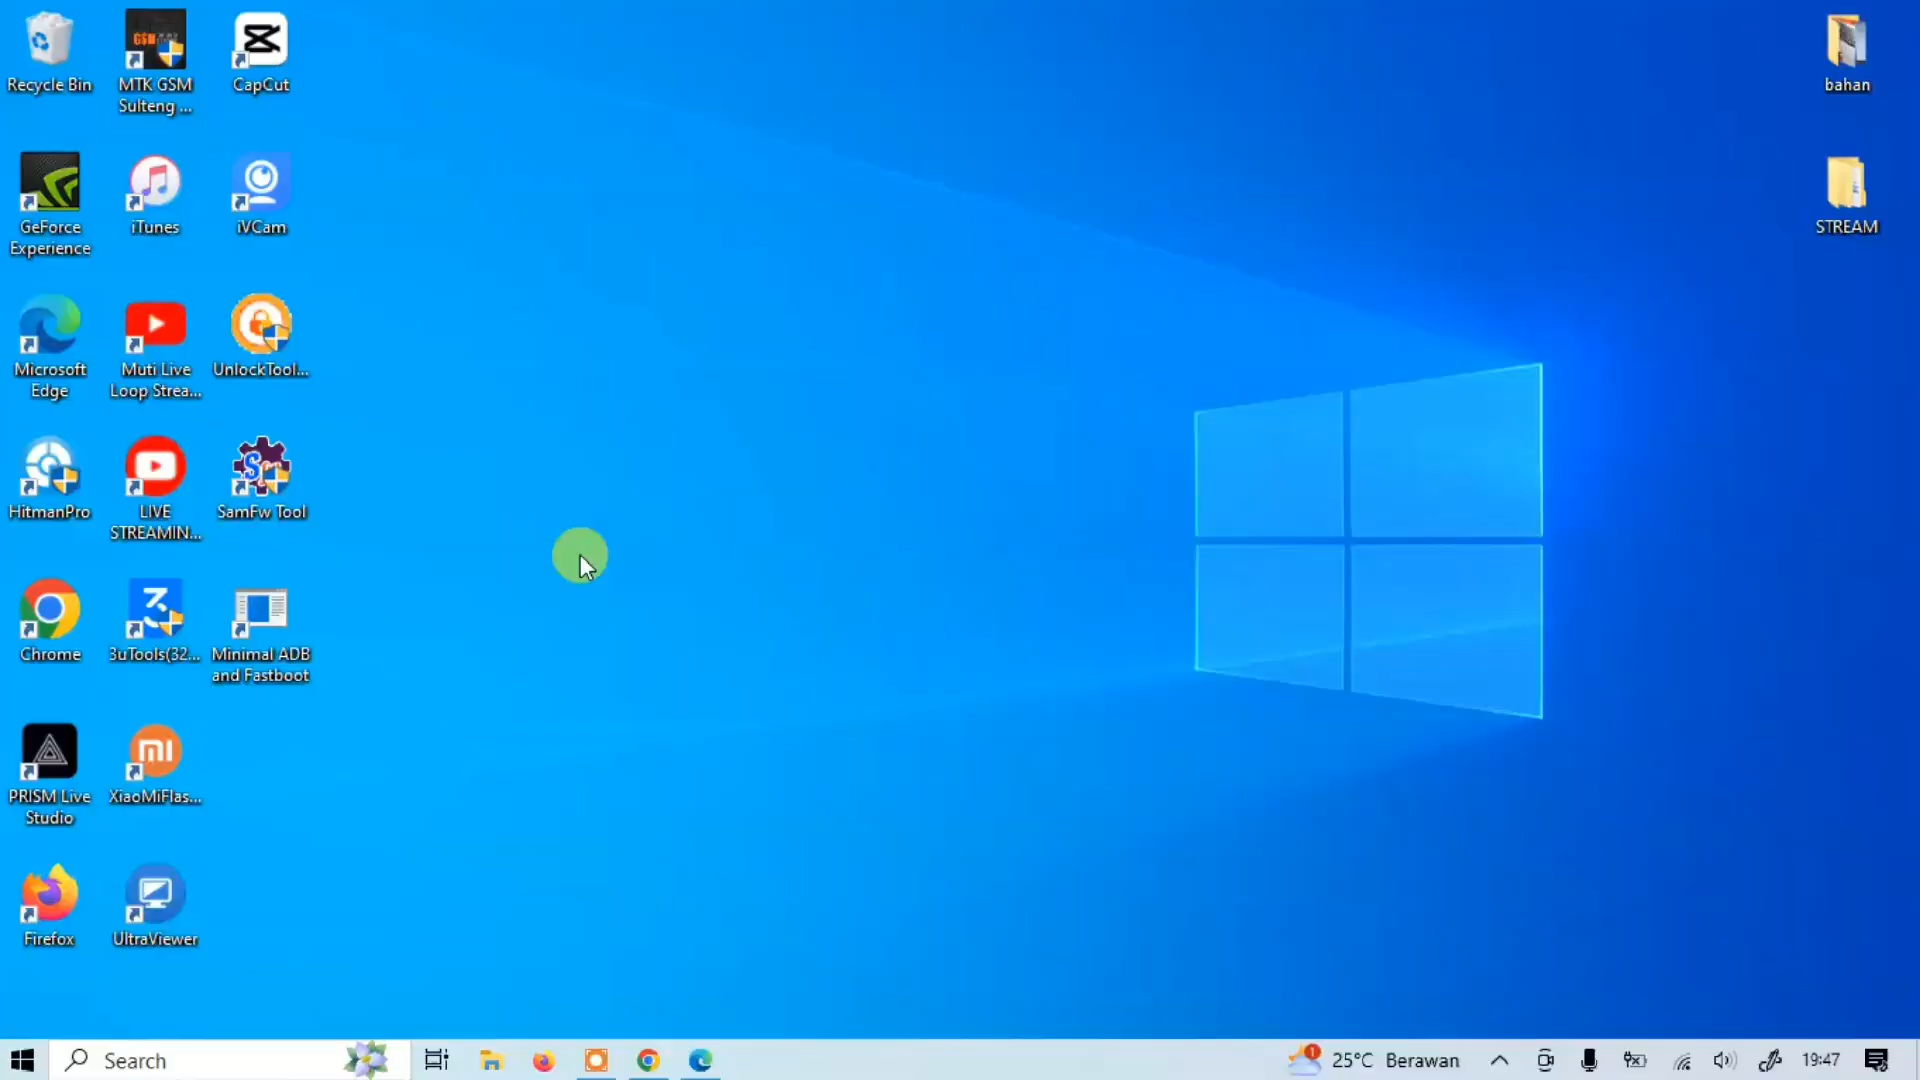 Recycle Bin
MTK GSM
Sulteng ...
CapCut
bahan
GeForce
Experience
iTunes
iVCam
STREAM
Microsoft
Edge
Muti Live
Loop Strea...
UnlockTool...
HitmanPro
LIVE
STREAMIN...
SamFw Tool
Chrome
3uTools(32...
Minimal ADB
and Fastboot
PRISM Live
Studio
XiaoMiFlas...
Firefox
UltraViewer
Search
1
25°C Berawan
19:47